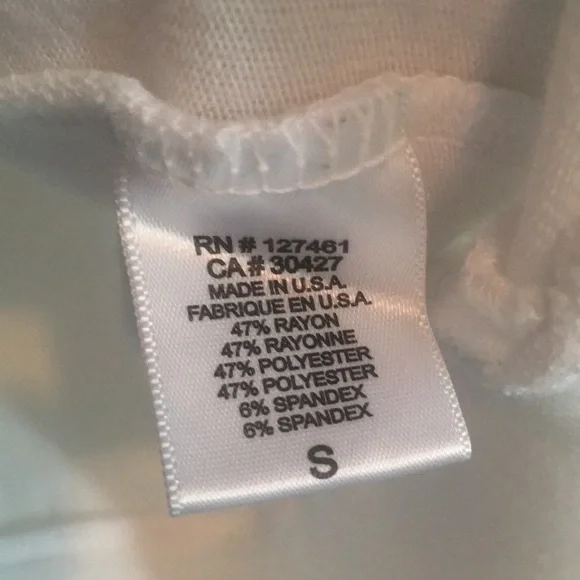 RN # 127461
CA # 30427
MADE IN U.S.A.
FABRIQUE EN U.S.A.
47% RAYON
47% RAYONNE
47% POLYESTER
47% POLYESTER
6% SPANDEX
6% SPANDEX
S